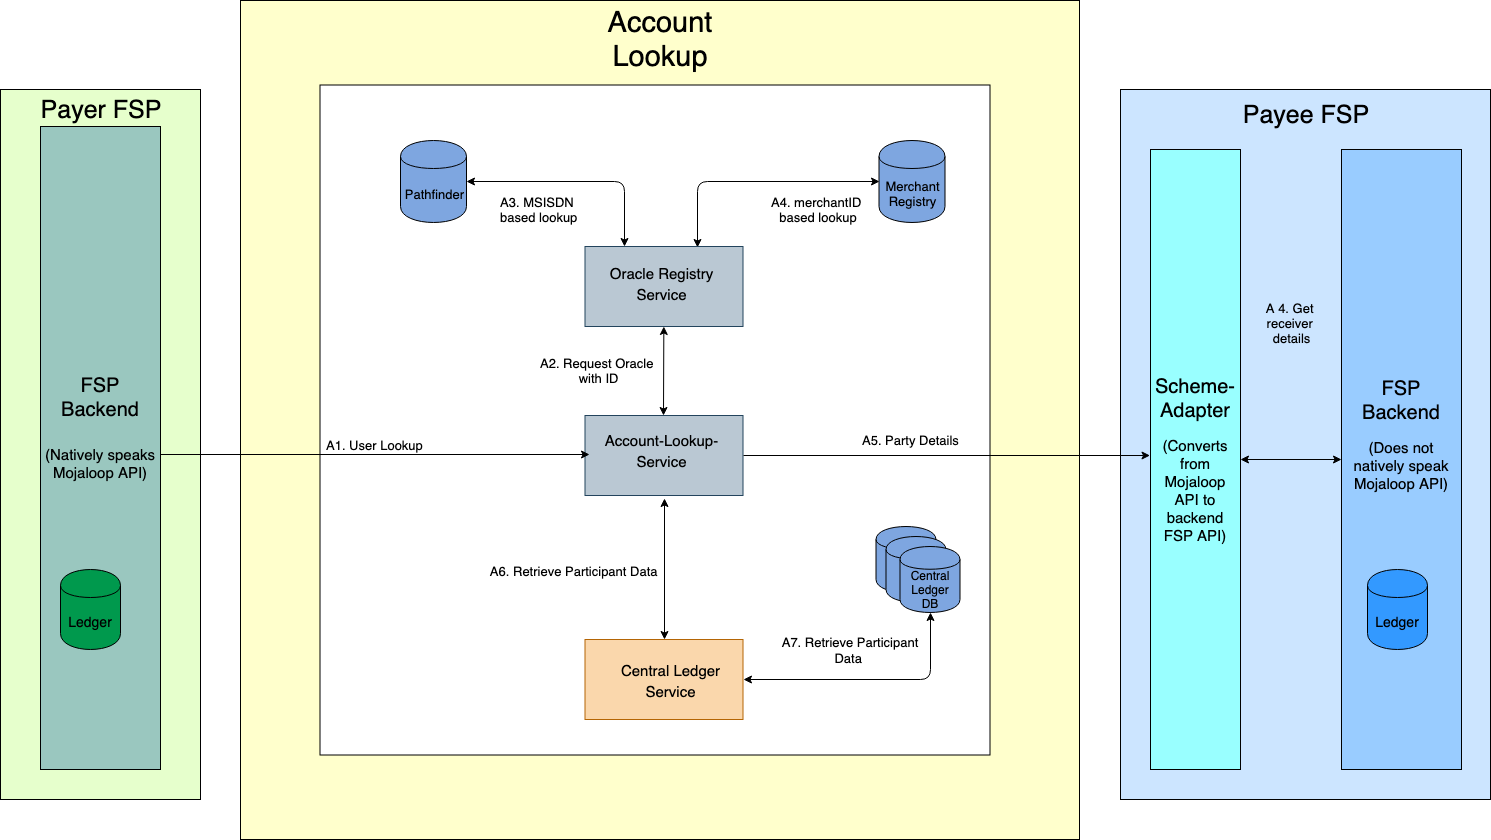 Account
Lookup
Payer FSP
FSP
Backend
(Natively speaks
Mojaloop API)
Ledger
Pathfinder
A3. MSISDN
based lookup
A4. merchantID
based lookup
Merchant
Registry
Oracle Registry
Service
A2. Request Oracle
with ID
A1. User Lookup
Account-Lookup-
Service
A5. Party Details
A6. Retrieve Participant Data
Central
Ledger
DB
A7. Retrieve Participant
Data
Central Ledger
Service
Payee FSP
Scheme-
Adapter
(Converts
from
Mojaloop
API to
backend
FSP API)
A 4. Get
receiver
details
FSP
Backend
(Does not
natively speak
Mojaloop API)
Ledger